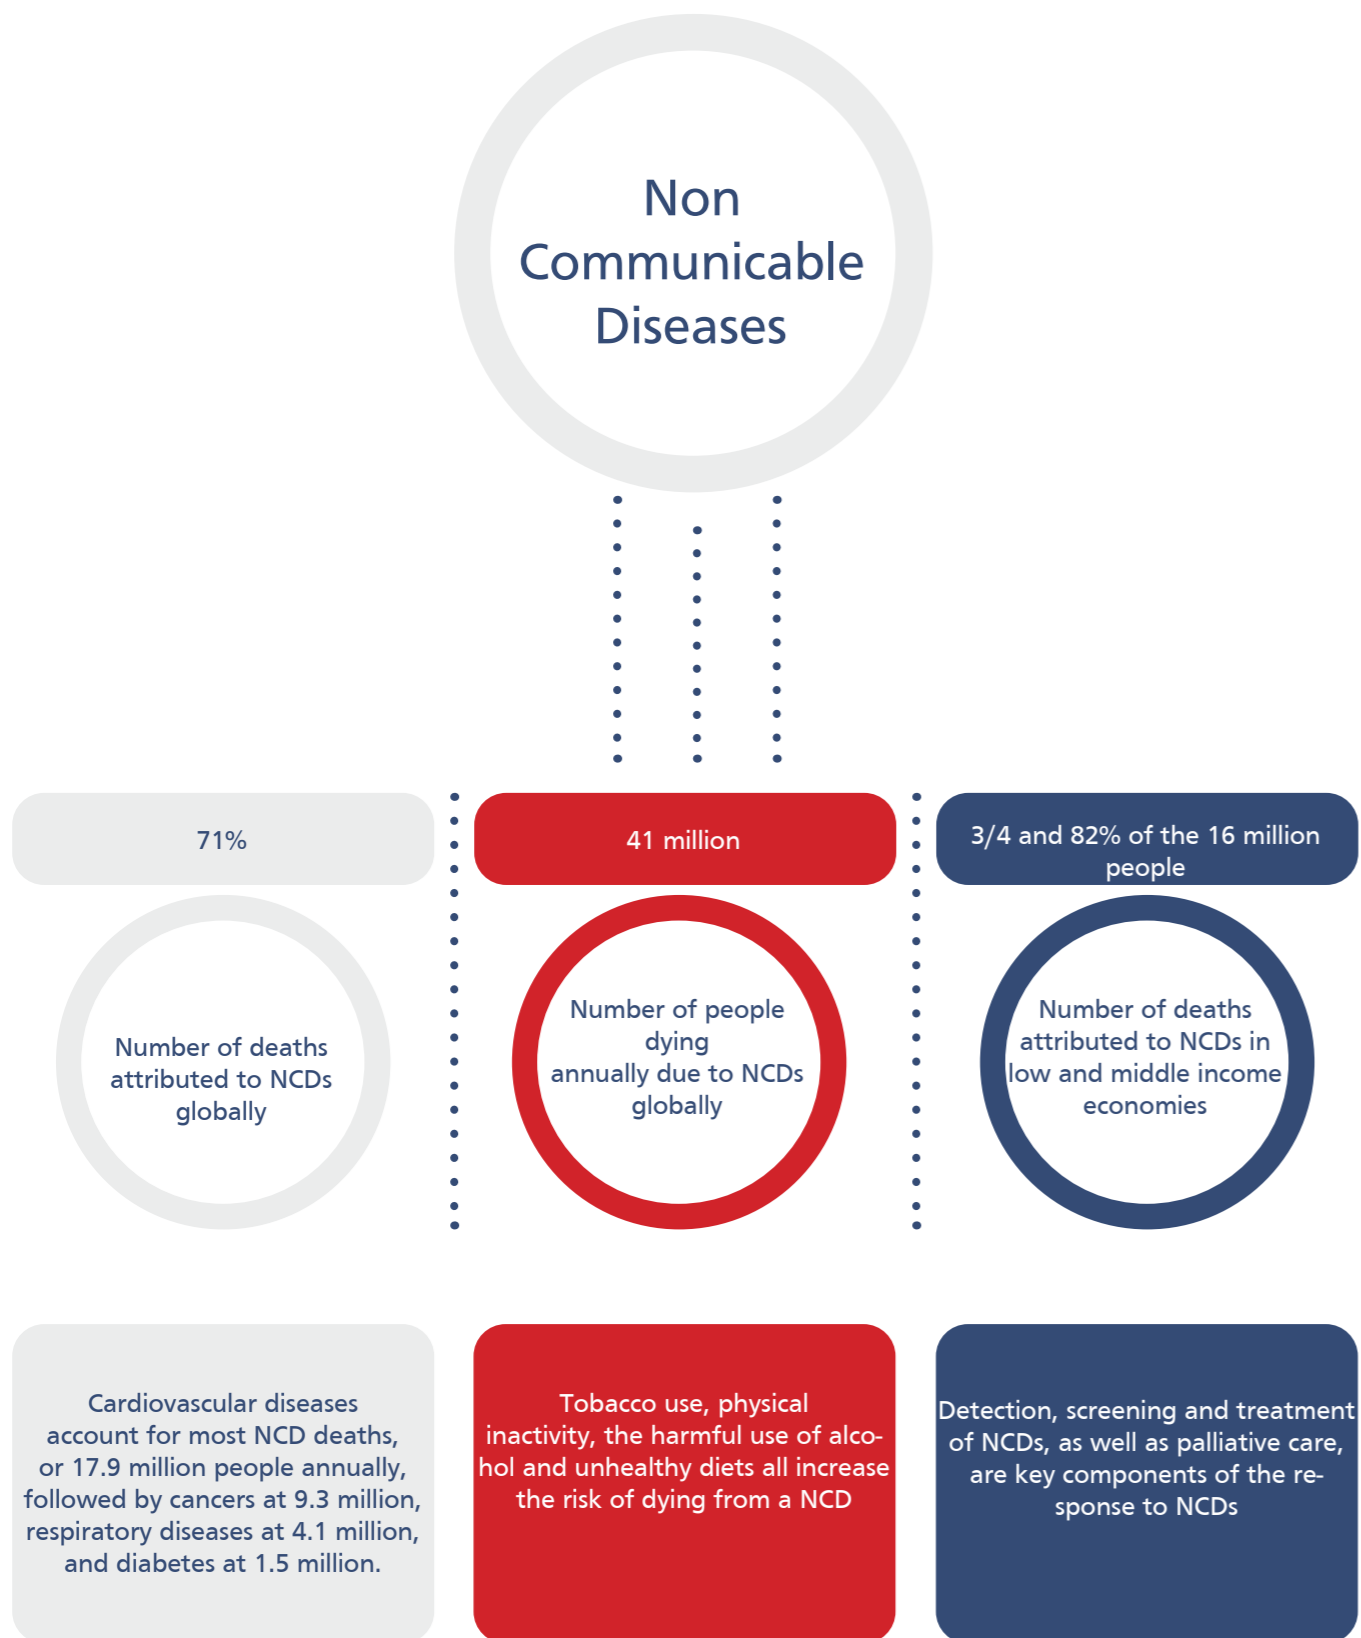 Non
Communicable
Diseases
71%
41 million
3/4 and 82% of the 16 million
people
Number of deaths
attributed to NCDs
globally
Number of people
dying
annually due to NCDs
globally
Number of deaths
attributed to NCDs in
low and middle income
economies
Cardiovascular diseases
account for most NCD deaths,
or 17.9 million people annually,
followed by cancers at 9.3 million,
respiratory diseases at 4.1 million,
and diabetes at 1.5 million.
Tobacco use, physical
inactivity, the harmful use of alco-
hol and unhealthy diets all increase
the risk of dying from a NCD
Detection, screening and treatment
of NCDs, as well as palliative care,
are key components of the re-
sponse to NCDs